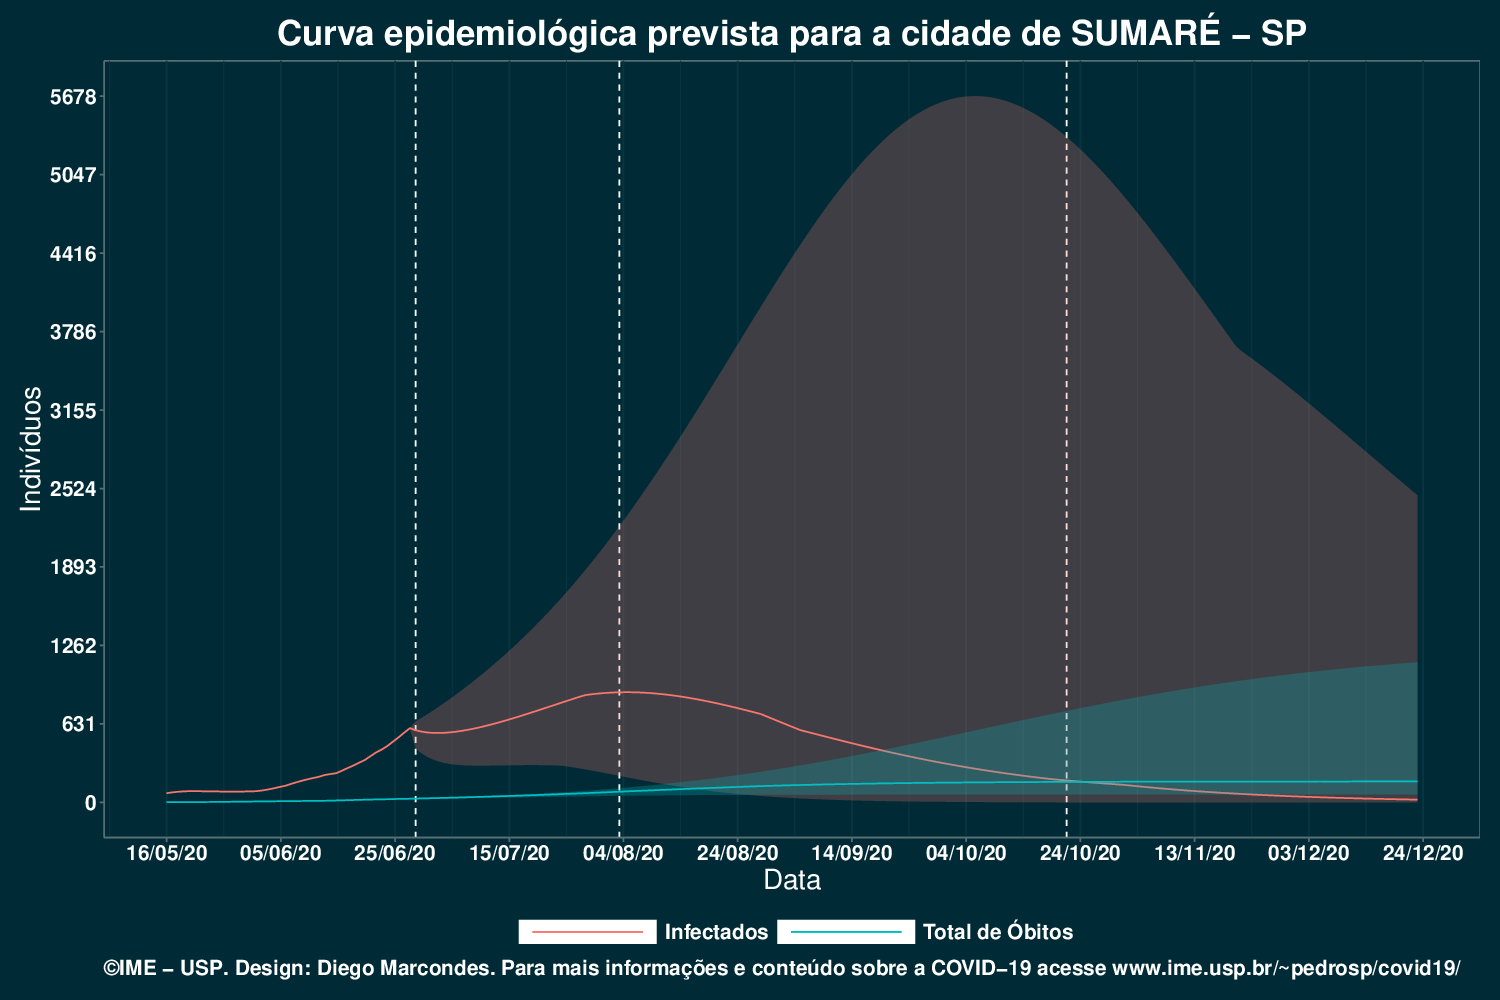 Curva epidemiológica prevista para a cidade de SUMARÉ – SP
5678
5047
4416
3786
3155
2524
1893
1262
631
0
Indivíduos
16/05/20 05/06/20 25/06/20 15/07/20 04/08/20 24/08/20 14/09/20 04/10/20 24/10/20 13/11/20 03/12/20 24/12/20
Data
Infectados Total de Óbitos
©IME – USP. Design: Diego Marcondes. Para mais informações e conteúdo sobre a COVID–19 acesse www.ime.usp.br/~pedrosp/covid19/